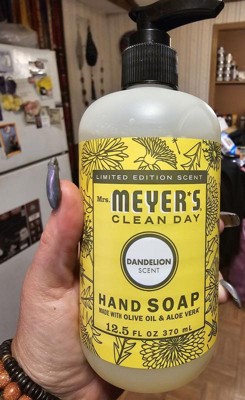 LIMITED EDITION SCENT
Mrs. MEYER'S
CLEAN DAY
DANDELION
SCENT
HAND SOAP
MADE WITH OLIVE OIL & ALOE VERA*
12.5 FL OZ 370 mL